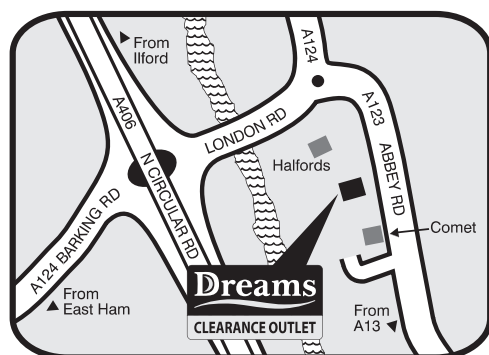 From
Ilford
A124
A406
A123
LONDON RD
ABBEY RD
Halfords
N CIRCULAR RD
A124 BARKING RD
Comet
From
East Ham
Dreams
CLEARANCE OUTLET
From
A13